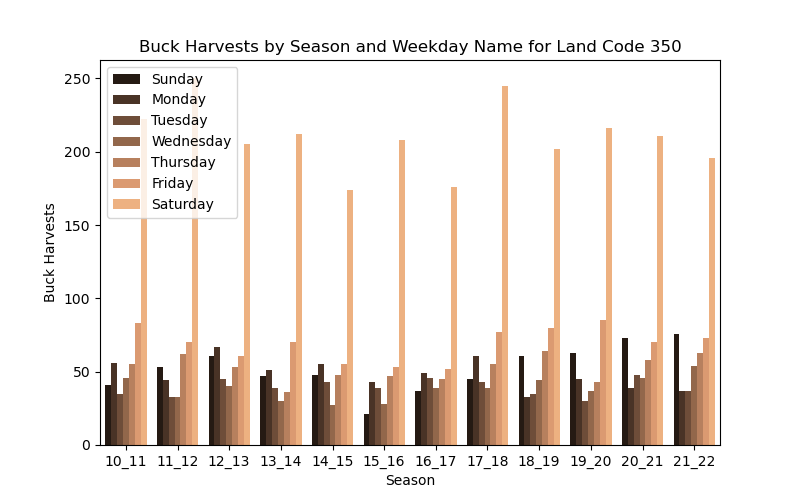 Buck Harvests by Season and Weekday Name for Land Code 350
250
200
150
100
50
0
Buck Harvests
Sunday
Monday
Tuesday
Wednesday
Thursday
Friday
Saturday
10_11 11_12 12_13 13_14 14_15 15_16 16_17 17_18 18_19 19_20 20_21 21_22
Season